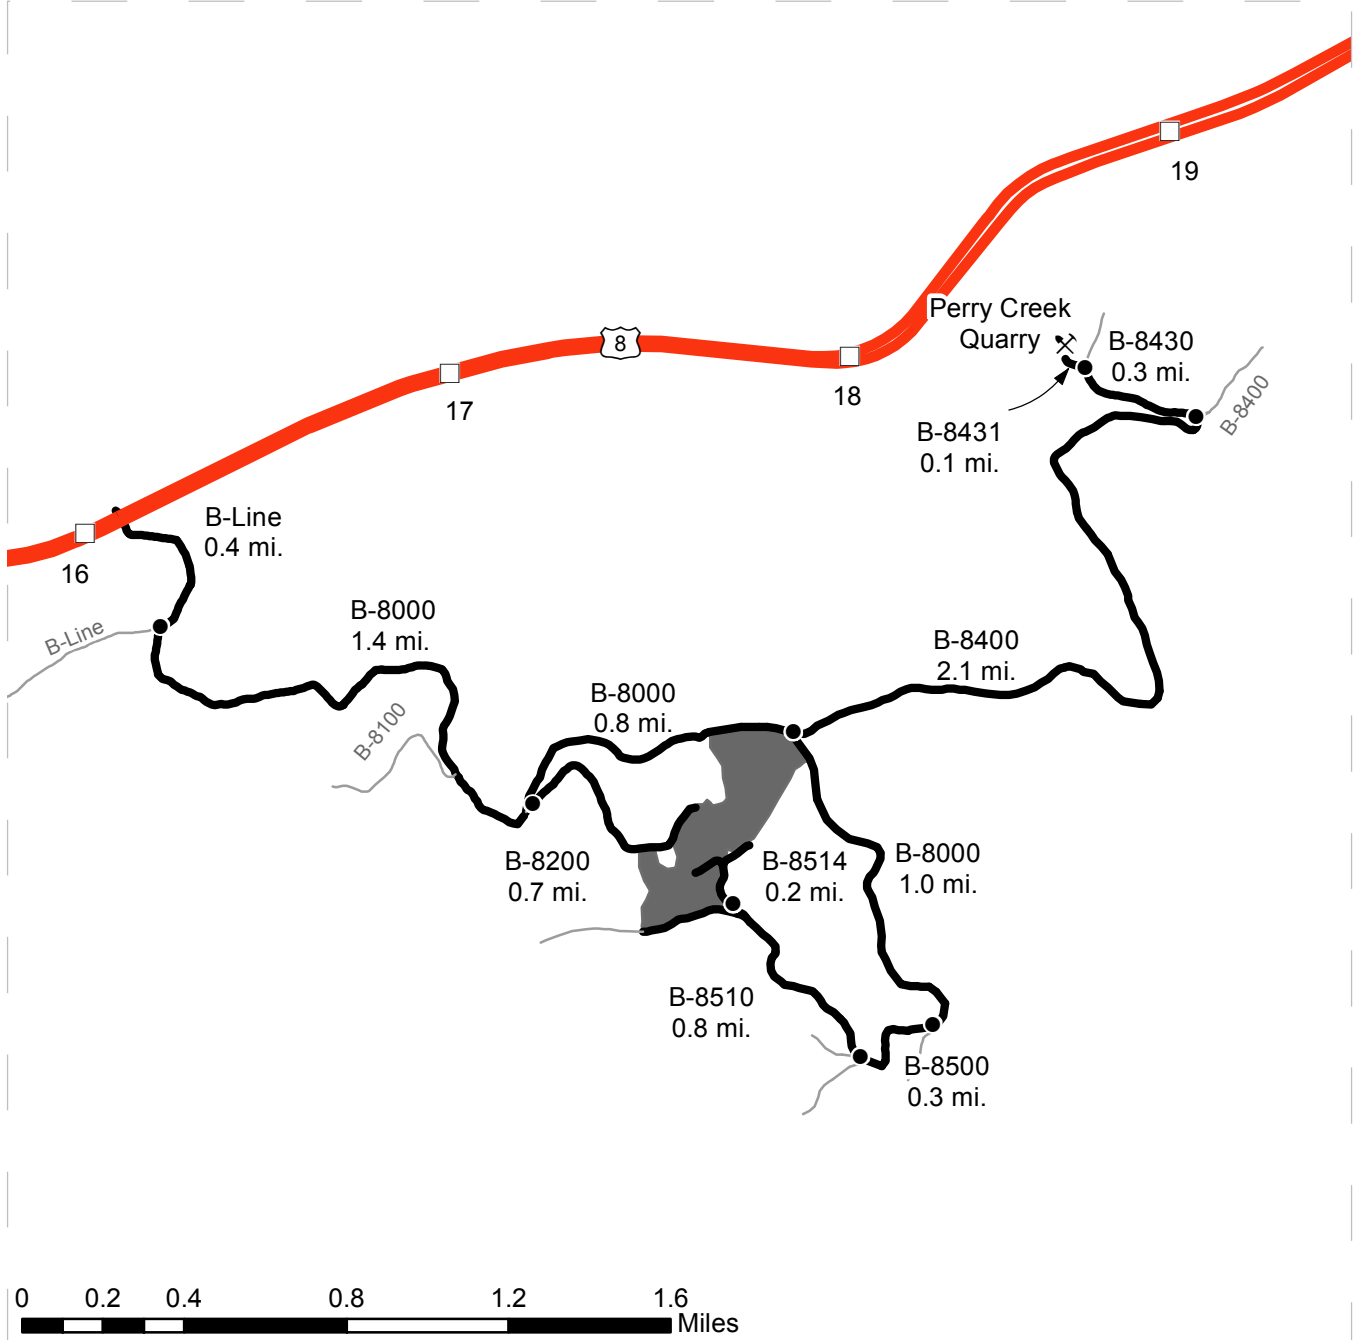 19
Perry Creek
Quarry
B-8430
0.3 mi.
8
18
17
B-8400
B-8431
0.1 mi.
B-Line
0.4 mi.
16
B-8000
1.4 mi.
B-Line
B-8400
2.1 mi.
B-8000
0.8 mi.
B-8100
B-8200
0.7 mi.
B-8514
0.2 mi.
B-8000
1.0 mi.
B-8510
0.8 mi.
B-8500
0.3 mi.
0 0.2 0.4 0.8 1.2 1.6
Miles